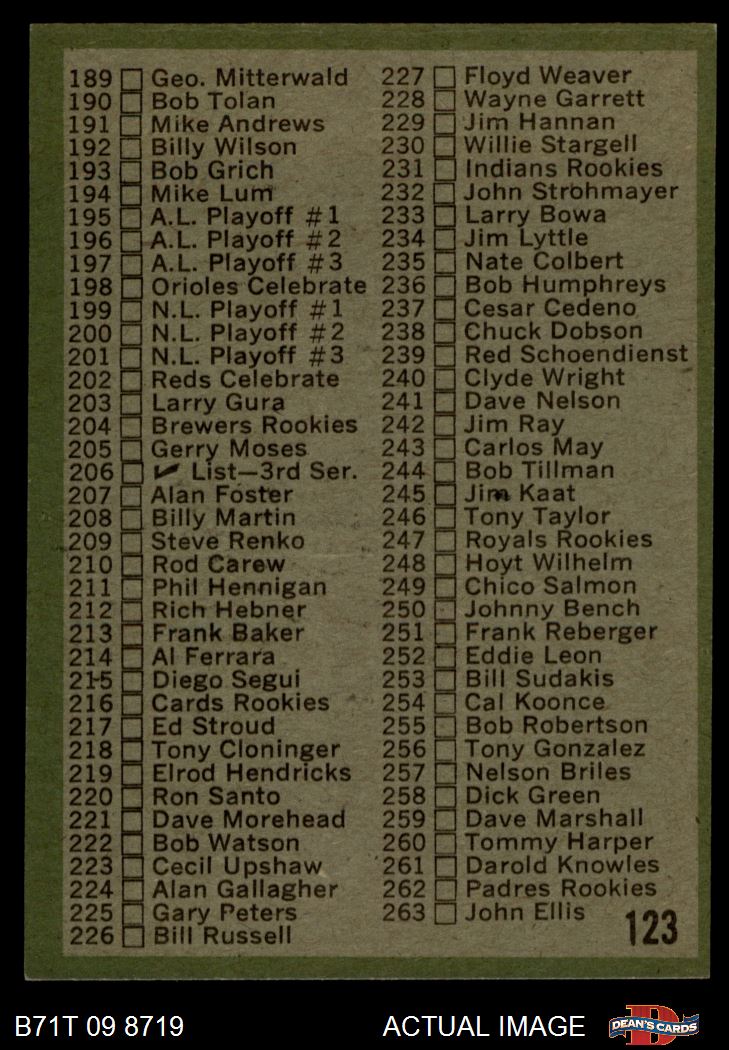 189 Geo. Mitterwald
190 Bob Tolan
191 Mike Andrews
192 Billy Wilson
193 Bob Grich
194 Mike Lum
195 A.L. Playoff #1
196 A.L. Playoff #2
197 A.L. Playoff #3
198 Orioles Celebrate
199 N.L. Playoff #1
200 N.L. Playoff #2
201 N.L. Playoff #3
202 Reds Celebrate
203 Larry Gura
204 Brewers Rookies
205 Gerry Moses
206 ✔ List—3rd Ser.
207 Alan Foster
208 Billy Martin
209 Steve Renko
210 Rod Carew
211 Phil Hennigan
212 Rich Hebner
213 Frank Baker
214 Al Ferrara
215 Diego Segui
216 Cards Rookies
217 Ed Stroud
218 Tony Cloninger
219 Elrod Hendricks
220 Ron Santo
221 Dave Morehead
222 Bob Watson
223 Cecil Upshaw
224 Alan Gallagher
225 Gary Peters
226 Bill Russell
227 Floyd Weaver
228 Wayne Garrett
229 Jim Hannan
230 Willie Stargell
231 Indians Rookies
232 John Strohmayer
233 Larry Bowa
234 Jim Lyttle
235 Nate Colbert
236 Bob Humphreys
237 Cesar Cedeno
238 Chuck Dobson
239 Red Schoendienst
240 Clyde Wright
241 Dave Nelson
242 Jim Ray
243 Carlos May
244 Bob Tillman
245 Jim Kaat
246 Tony Taylor
247 Royals Rookies
248 Hoyt Wilhelm
249 Chico Salmon
250 Johnny Bench
251 Frank Reberger
252 Eddie Leon
253 Bill Sudakis
254 Cal Koonce
255 Bob Robertson
256 Tony Gonzalez
257 Nelson Briles
258 Dick Green
259 Dave Marshall
260 Tommy Harper
261 Darold Knowles
262 Padres Rookies
263 John Ellis
123
B71T 09 8719
ACTUAL IMAGE
D
DEAN'S CARDS